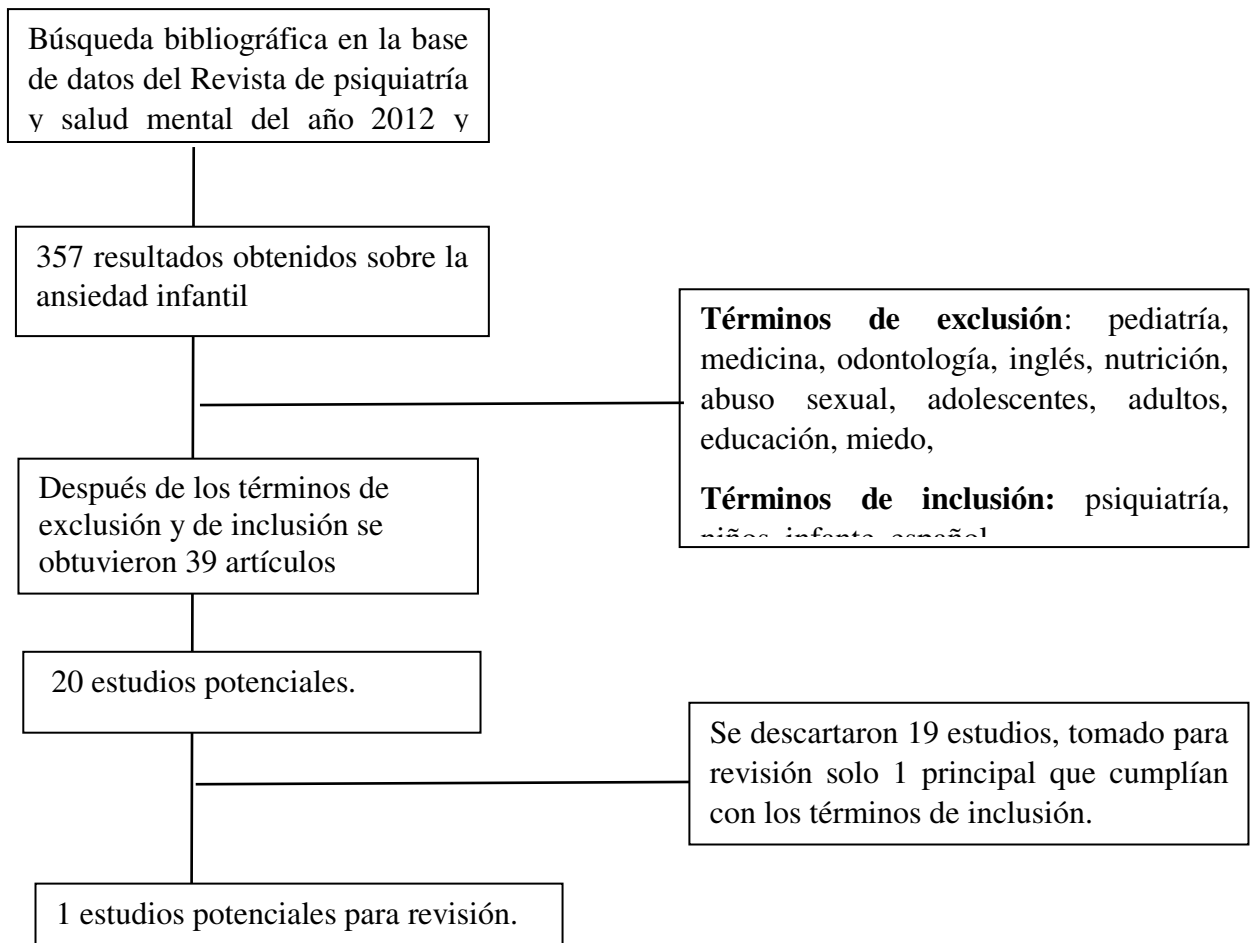 Búsqueda bibliográfica en la base
de datos del Revista de psiquiatría
y salud mental del año 2012 y
357 resultados obtenidos sobre la
ansiedad infantil
Términos de exclusión: pediatría,
medicina, odontología, inglés, nutrición,
abuso sexual, adolescentes, adultos,
educación, miedo,
Términos de inclusión: psiquiatría,
niños, infante, español
Después de los términos de
exclusión y de inclusión se
obtuvieron 39 artículos
20 estudios potenciales.
Se descartaron 19 estudios, tomado para
revisión solo 1 principal que cumplían
con los términos de inclusión.
1 estudios potenciales para revisión.